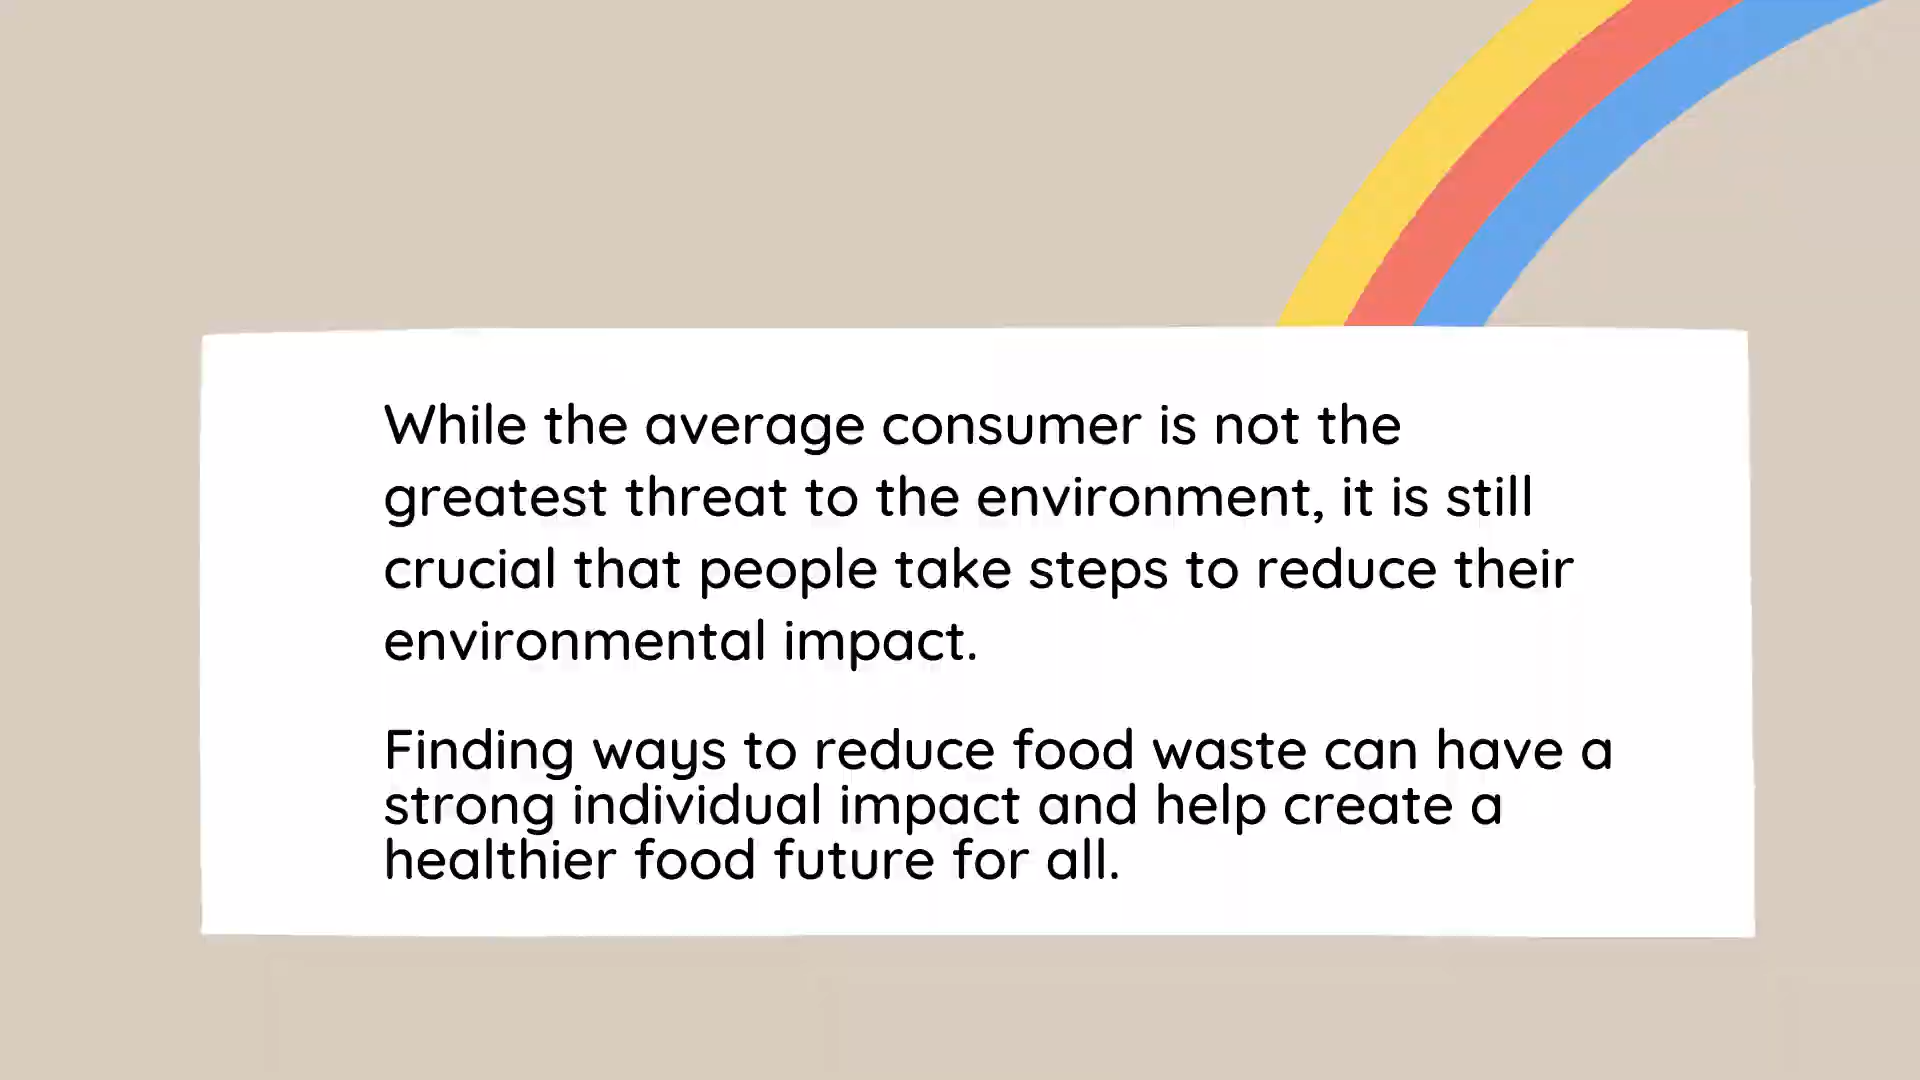 While the average consumer is not the
greatest threat to the environment, it is still
crucial that people take steps to reduce their
environmental impact.
Finding ways to reduce food waste can have a
strong individual impact and help create a
healthier food future for all.